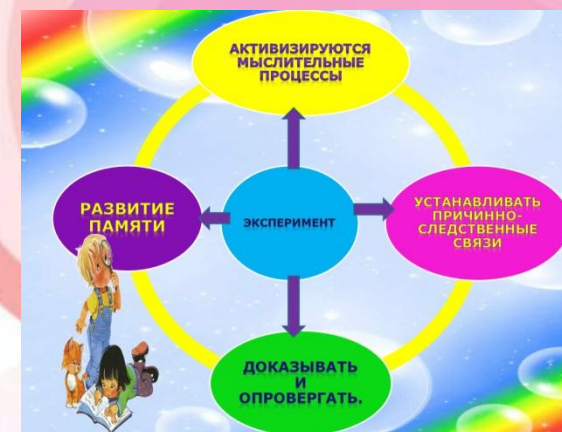 АКТИВИЗИРУЮТСЯ
МЫСЛИТЕЛЬНЫЕ
ПРОЦЕССЫ
РАЗВИТИЕ
ПАМЯТИ
ЭКСПЕРИМЕНТ
УСТАНАВЛИВАТЬ
ПРИЧИННО-
СЛЕДСТВЕННЫЕ
СВЯЗИ
ДОКАЗЫВАТЬ
И
ОПРОВЕРГАТЬ.